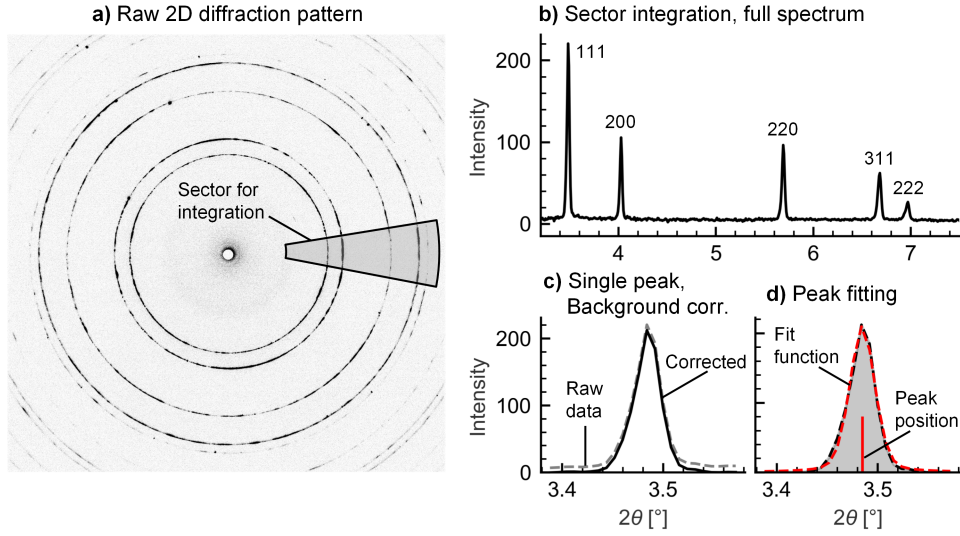 a) Raw 2D diffraction pattern
Sector for
integration
b) Sector integration, full spectrum
Intensity
200
100
0
111
200
220
311
222
4
5
6
7
c) Single peak,
Background corr.
Intensity
200
100
0
Raw
data
Corrected
3.4
3.5
2θ [°]
d) Peak fitting
Fit
function
Peak
position
3.4
3.5
2θ [°]